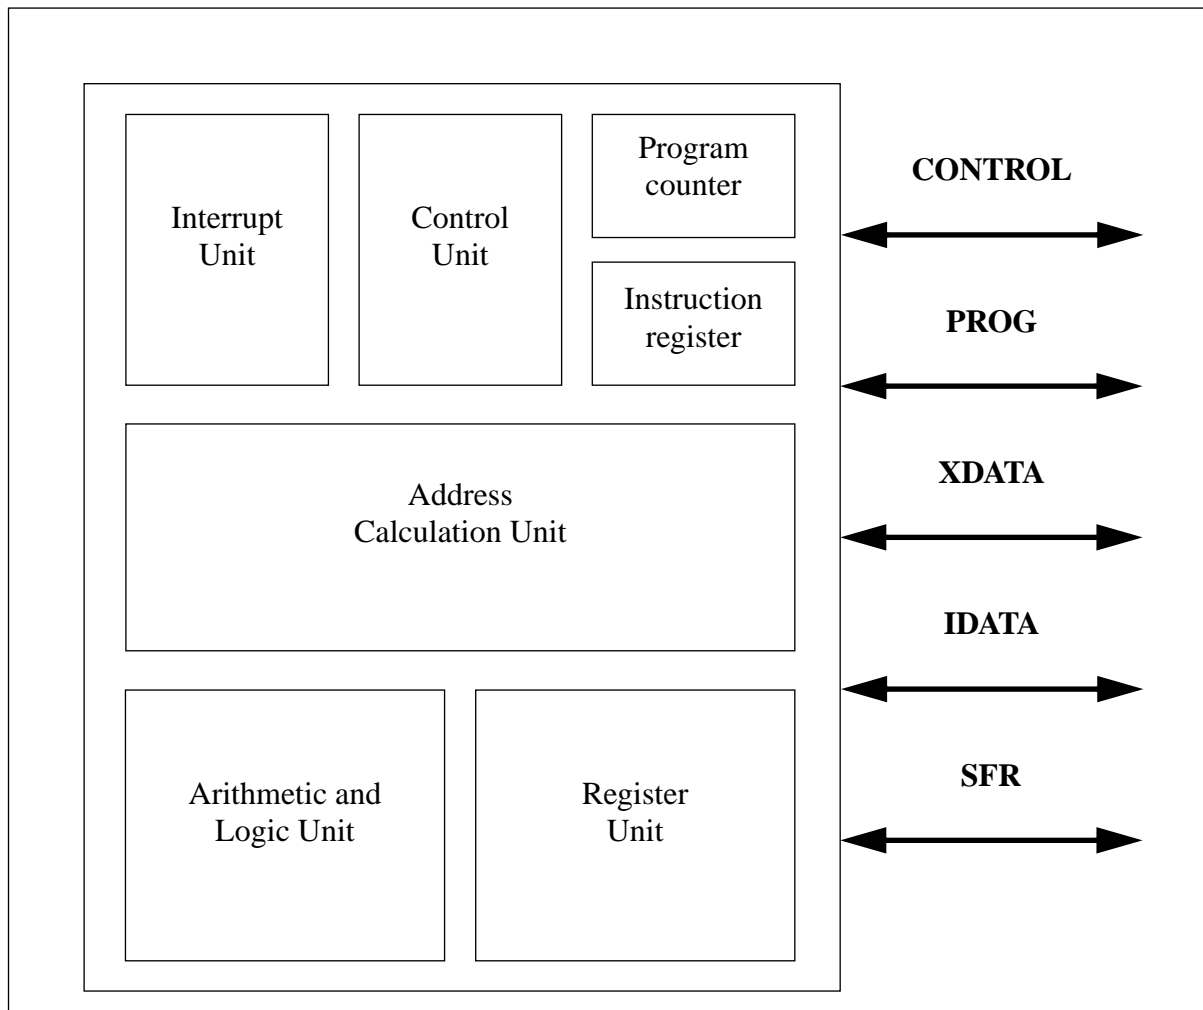 Interrupt
Unit
Control
Unit
Program
counter
Instruction
register
Address
Calculation Unit
Arithmetic and
Logic Unit
Register
Unit
CONTROL
PROG
XDATA
IDATA
SFR